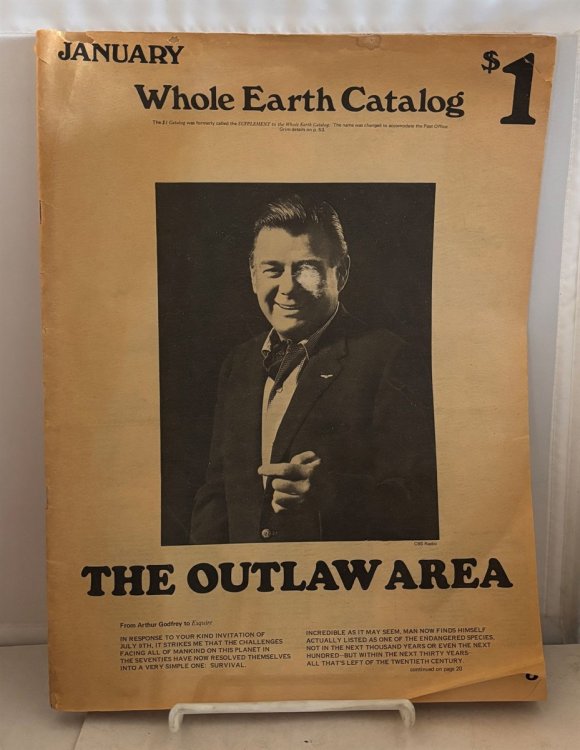 JANUARY
$1
Whole Earth Catalog
The $1 Catalog was formerly called the SUPPLEMENT to the Whole Earth Catalog. The name was changed to accomodate the Post Office.
Grim details on p. 53.
CBS Radio
THE OUTLAW AREA
From Arthur Godfrey to Esquire
IN RESPONSE TO YOUR KIND INVITATION OF
JULY 9TH, IT STRIKES ME THAT THE CHALLENGES
FACING ALL OF MANKIND ON THIS PLANET IN
THE SEVENTIES HAVE NOW RESOLVED THEMSELVES
INTO A VERY SIMPLE ONE: SURVIVAL.
INCREDIBLE AS IT MAY SEEM, MAN NOW FINDS HIMSELF
ACTUALLY LISTED AS ONE OF THE ENDANGERED SPECIES,
NOT IN THE NEXT THOUSAND YEARS OR EVEN THE NEXT
HUNDRED—BUT WITHIN THE NEXT THIRTY YEARS
ALL THAT'S LEFT OF THE TWENTIETH CENTURY.
continued on page 20